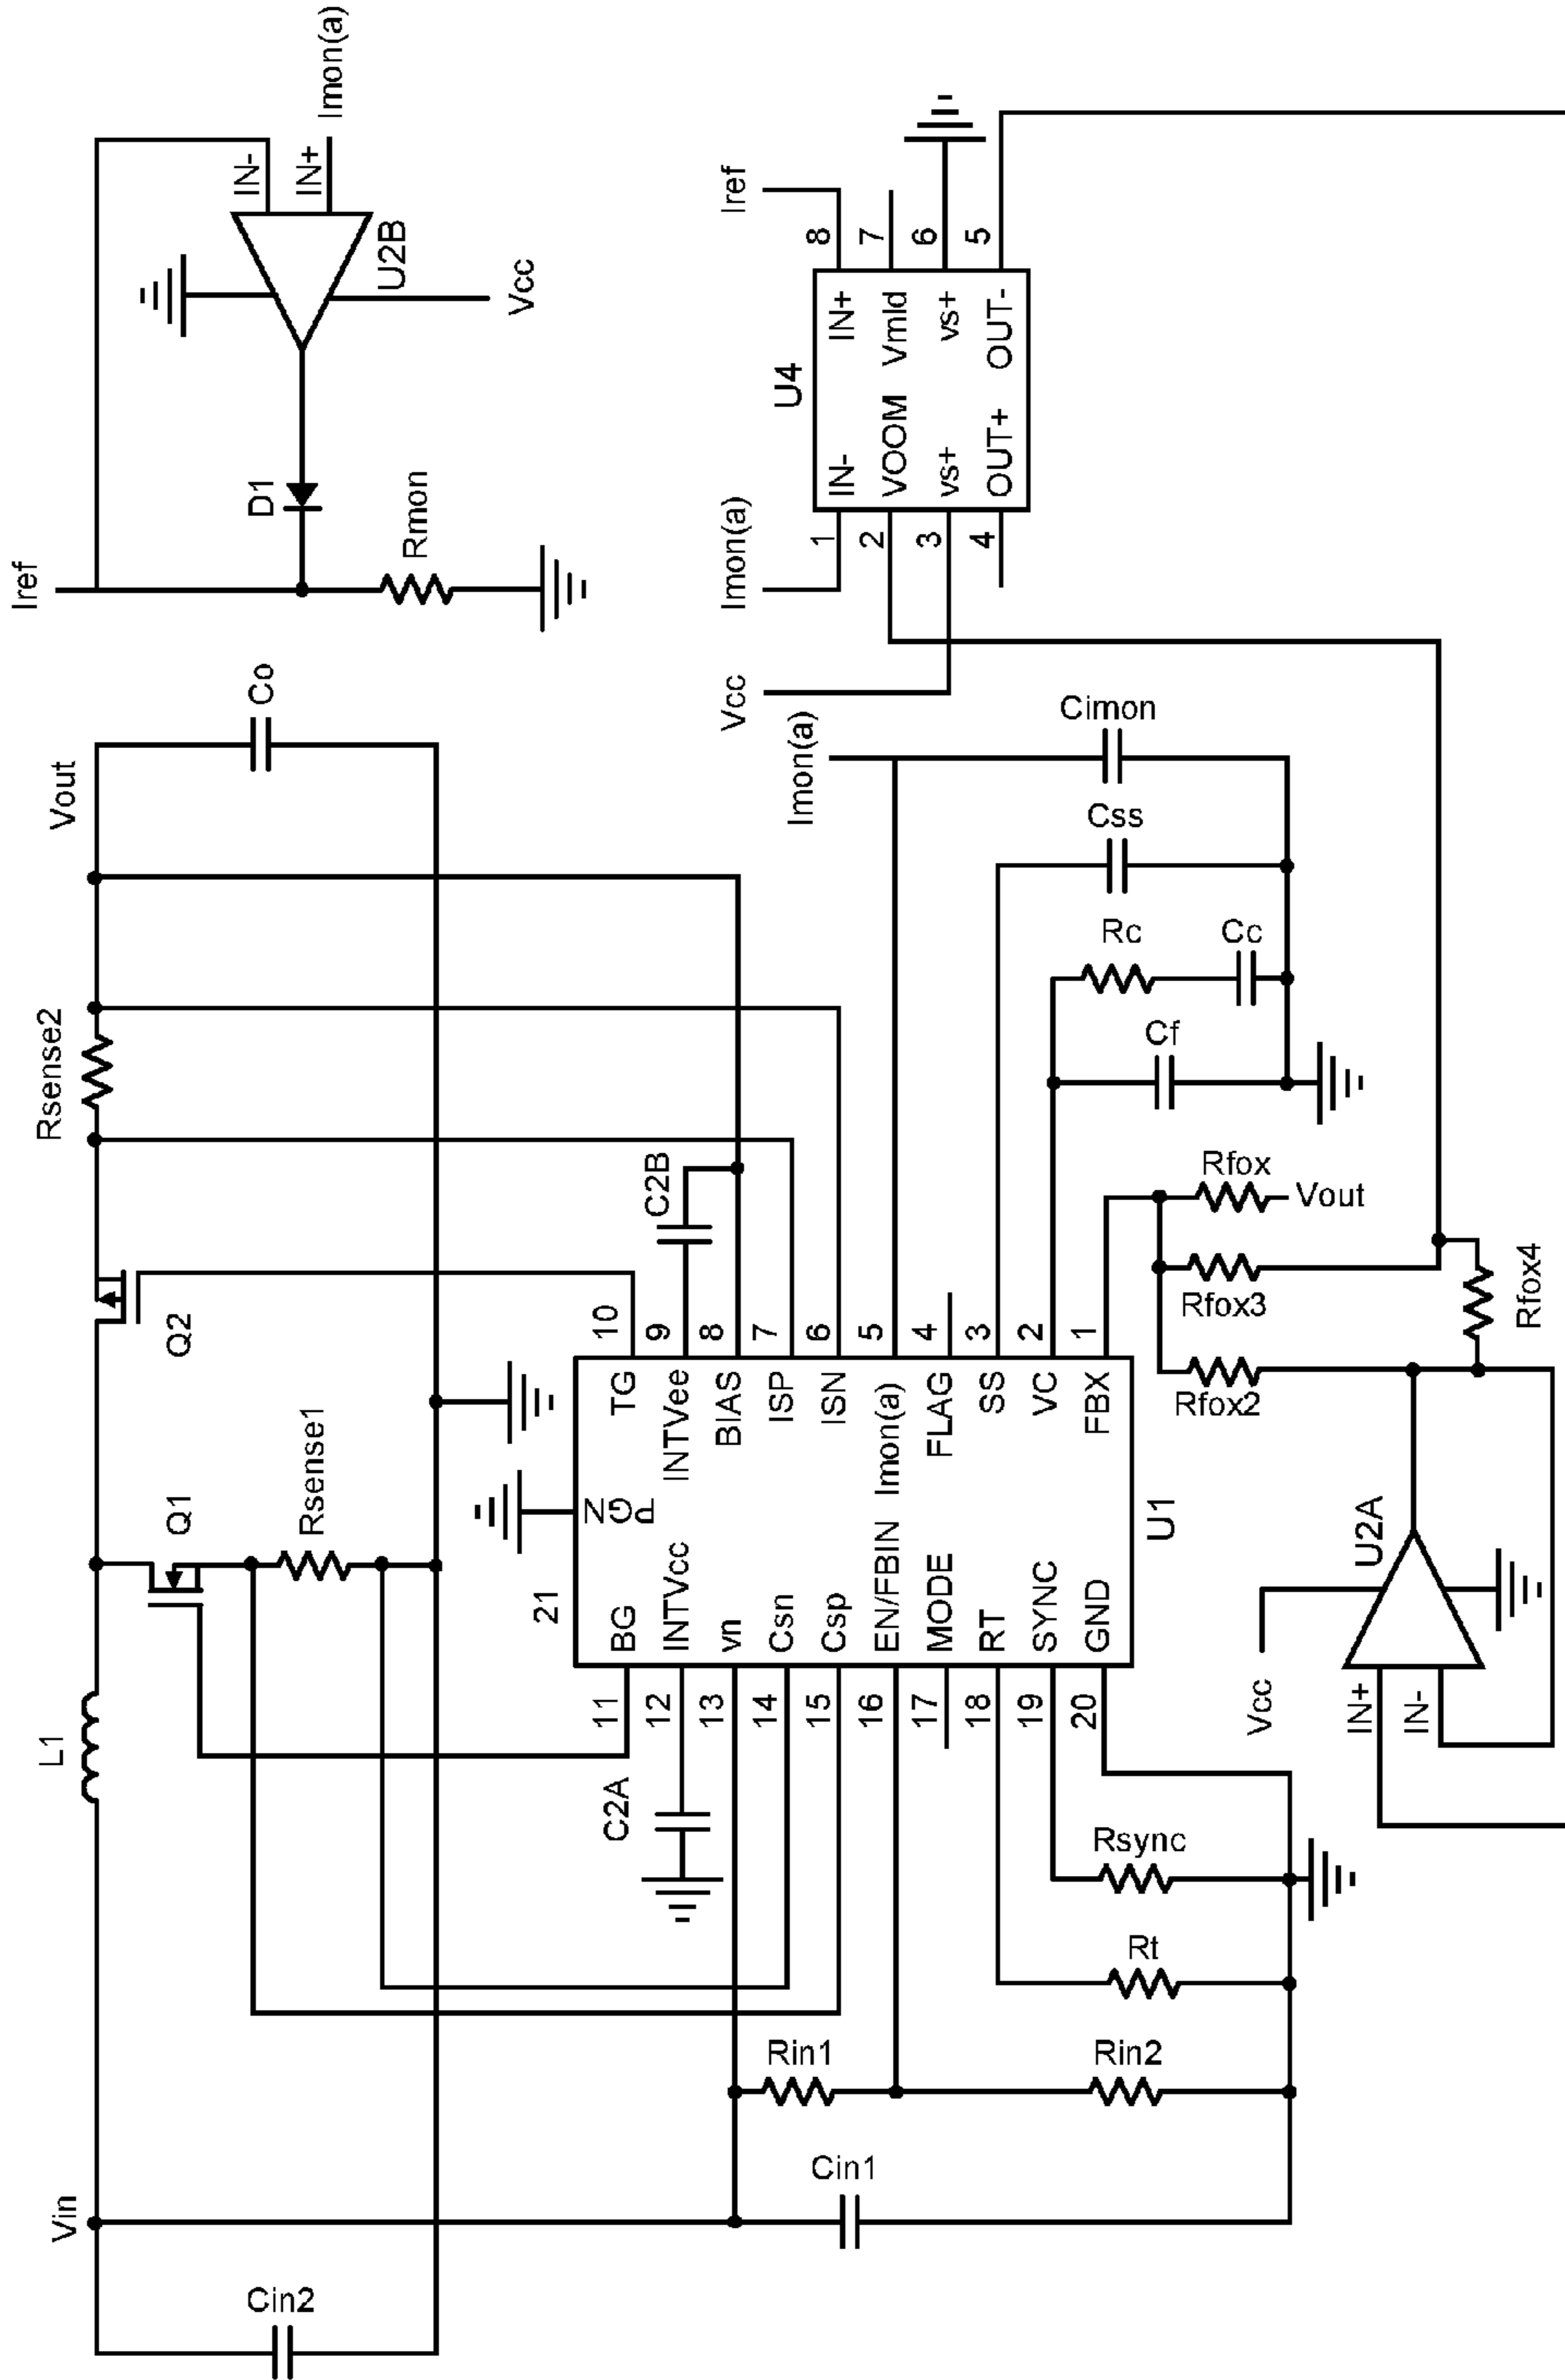 Iref
Imon(a)
IN-
IN+
U2B
Vcc
D1
Rmon
Vin
L1
Q1
Q2
Rsense2
Vout
Co
Cin2
Rsense1
C2A
C2B
21
PGN
11 BG TG 10
12 INTVcc INTVee 9
13 vn BIAS 8
14 Csn ISP 7
15 Csp ISN 6
16 EN/FBIN Imon(a) 5
17 MODE FLAG 4
18 RT SS 3
19 SYNC VC 2
20 GND FBX 1
U1
Cin1
Rin1
Rin2
Rt
Rsync
Imon(a)
Cimon
Css
Rc
Cc
Cf
Rfox
Vout
Rfox3
Rfox2
Rfox4
Vcc
IN+
IN-
U2A
Vcc
Imon(a)
Iref
U4
1 IN- IN+ 8
2 VOOM Vmld 7
3 vs+ vs+ 6
4 OUT+ OUT- 5